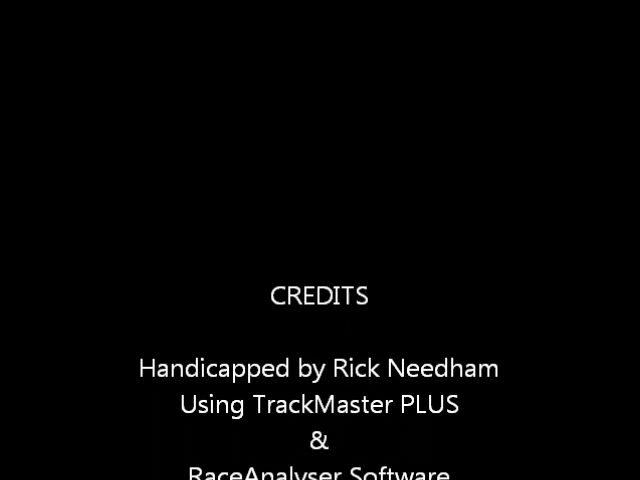 CREDITS
Handicapped by Rick Needham
Using TrackMaster PLUS
&
RaceAnalyser Software